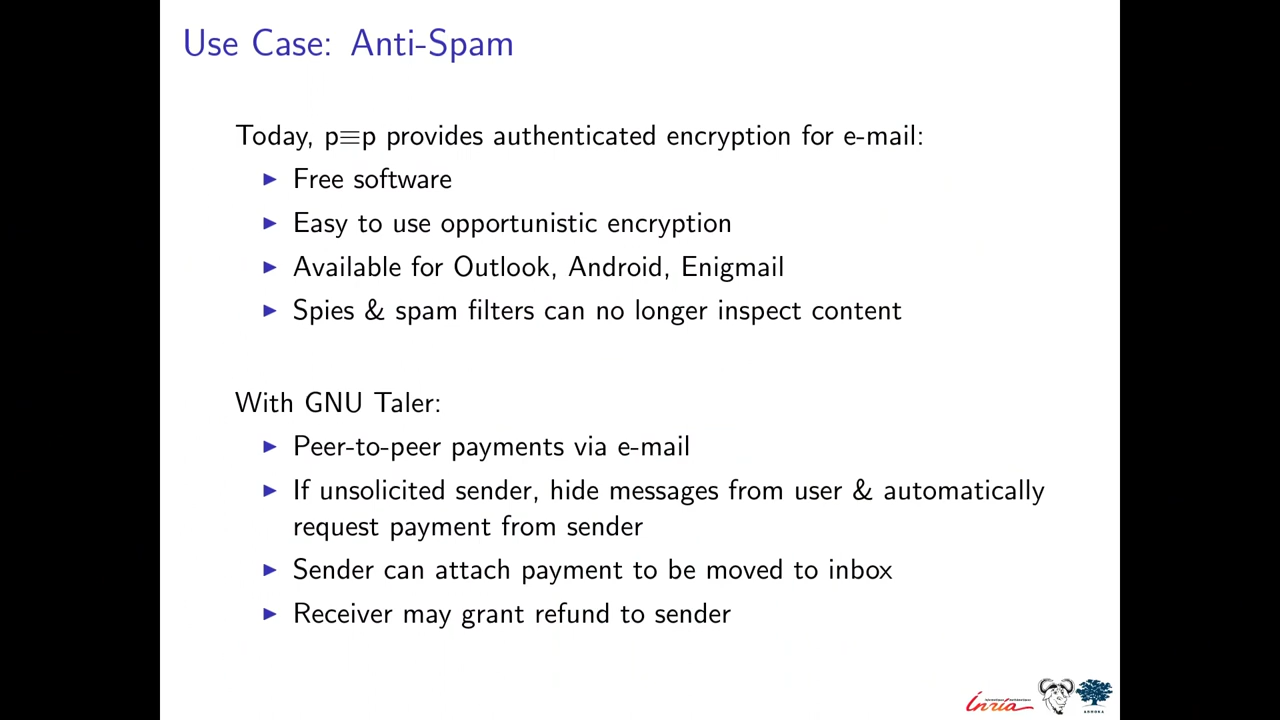 Use Case: Anti-Spam
Today, p≡p provides authenticated encryption for e-mail:
▶ Free software
▶ Easy to use opportunistic encryption
▶ Available for Outlook, Android, Enigmail
▶ Spies & spam filters can no longer inspect content
With GNU Taler:
▶ Peer-to-peer payments via e-mail
▶ If unsolicited sender, hide messages from user & automatically
request payment from sender
▶ Sender can attach payment to be moved to inbox
▶ Receiver may grant refund to sender
Inria
ASHOKA